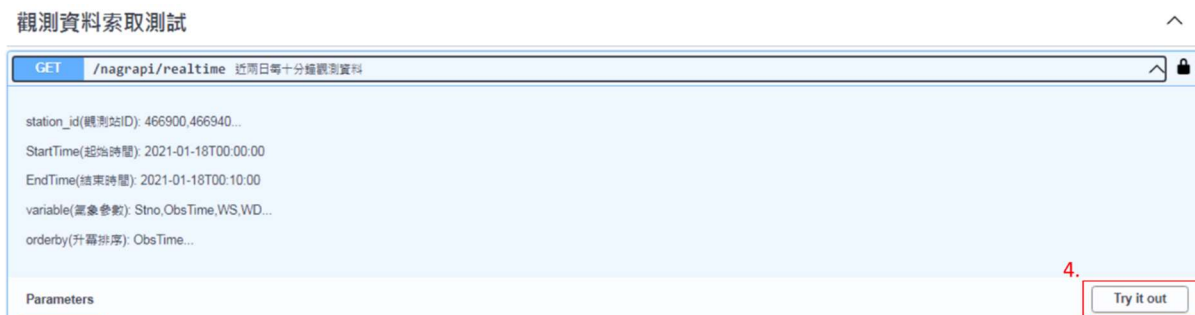 觀測資料索取測試
GET /nagrapi/realtime 近兩日每十分鐘觀測資料
station_id(觀測站ID): 466900,466940...
StartTime(起始時間): 2021-01-18T00:00:00
EndTime(結束時間): 2021-01-18T00:10:00
variable(氣象參數): Stno,ObsTime,WS,WD...
orderby(升冪排序): ObsTime...
4.
Parameters Try it out